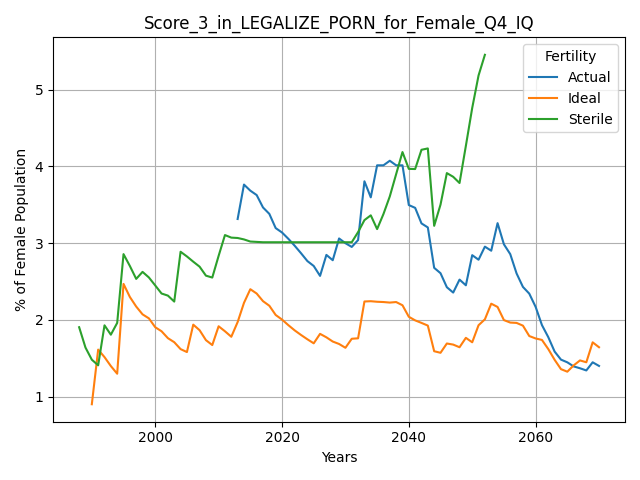 Score_3_in_LEGALIZE_PORN_for_Female_Q4_IQ
Fertility
Actual
Ideal
Sterile
% of Female Population
5
4
3
2
1
2000
2020
2040
2060
Years